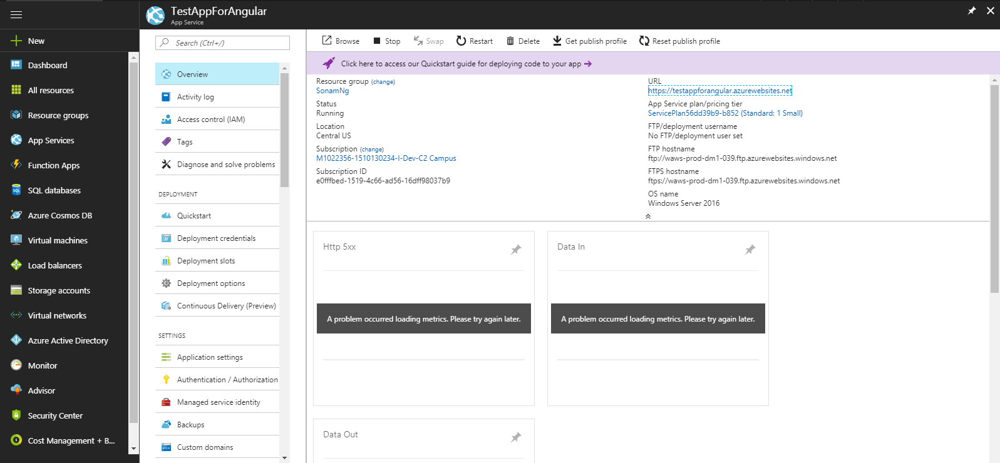 TestAppForAngular
App Service
New
Dashboard
All resources
Resource groups
App Services
Function Apps
SQL databases
Azure Cosmos DB
Virtual machines
Load balancers
Storage accounts
Virtual networks
Azure Active Directory
Monitor
Advisor
Security Center
Cost Management + B...
Search (Ctrl+/)
Overview
Activity log
Access control (IAM)
Tags
Diagnose and solve problems
DEPLOYMENT
Quickstart
Deployment credentials
Deployment slots
Deployment options
Continuous Delivery (Preview)
SETTINGS
Application settings
Authentication / Authorization
Managed service identity
Backups
Custom domains
Browse Stop Swap Restart Delete Get publish profile Reset publish profile
Click here to access our Quickstart guide for deploying code to your app
Resource group (change)
SonamNg
Status
Running
Location
Central US
Subscription (change)
M1022356-1510130234-I-Dev-C2 Campus
Subscription ID
e0fffbed-1519-4c66-ad56-16dff98037b9
URL
https://testappforangular.azurewebsites.net
App Service plan/pricing tier
ServicePlan56dd39b9-b852 (Standard: 1 Small)
FTP/deployment username
No FTP/deployment user set
FTP hostname
ftp://waws-prod-dm1-039.ftp.azurewebsites.windows.net
FTPS hostname
ftps://waws-prod-dm1-039.ftp.azurewebsites.windows.net
OS name
Windows Server 2016
Http 5xx
A problem occurred loading metrics. Please try again later.
Data In
A problem occurred loading metrics. Please try again later.
Data Out